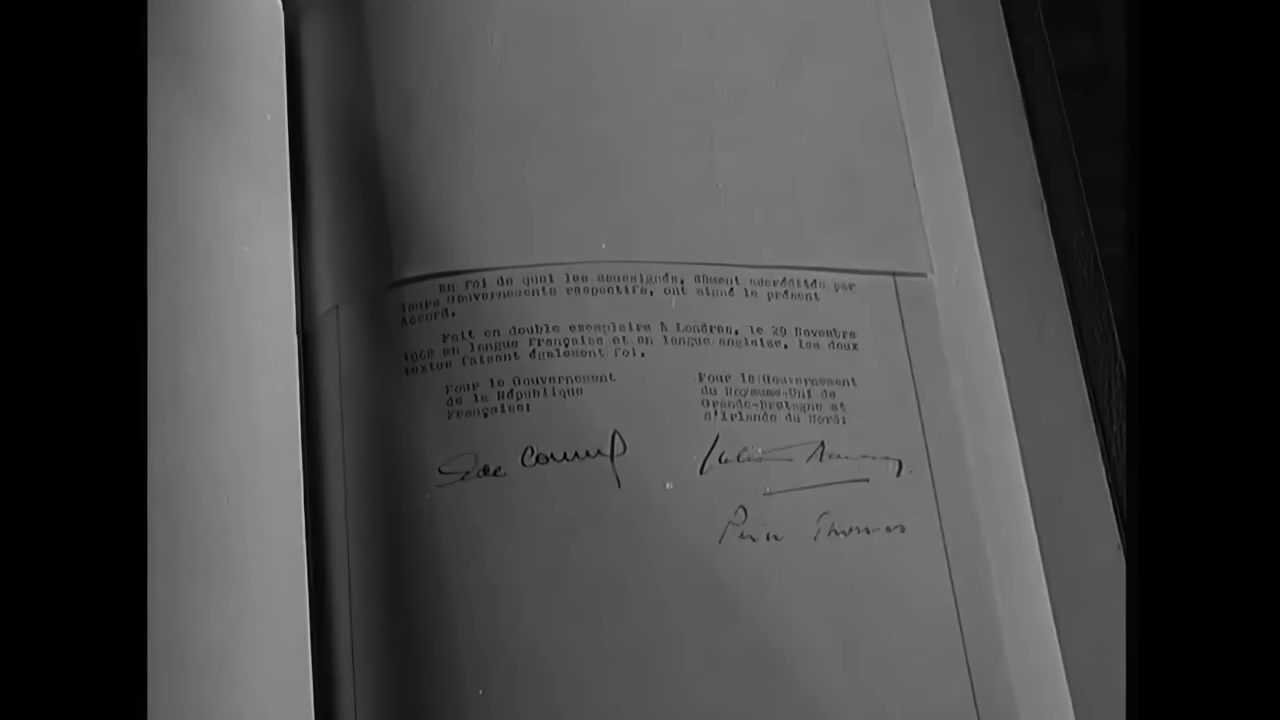 En foi de quoi les soussignés, dûment accrédités par
leurs Gouvernements respectifs, ont signé le présent
Accord.
Fait en double exemplaire à Londres, le 29 Novembre
1962 en langue française et en langue anglaise, les deux
textes faisant également foi.
Pour le Gouvernement
de la République
Française:
Pour le Gouvernement
du Royaume-Uni de
Grande-Bretagne et
d'Irlande du Nord:
Thomas